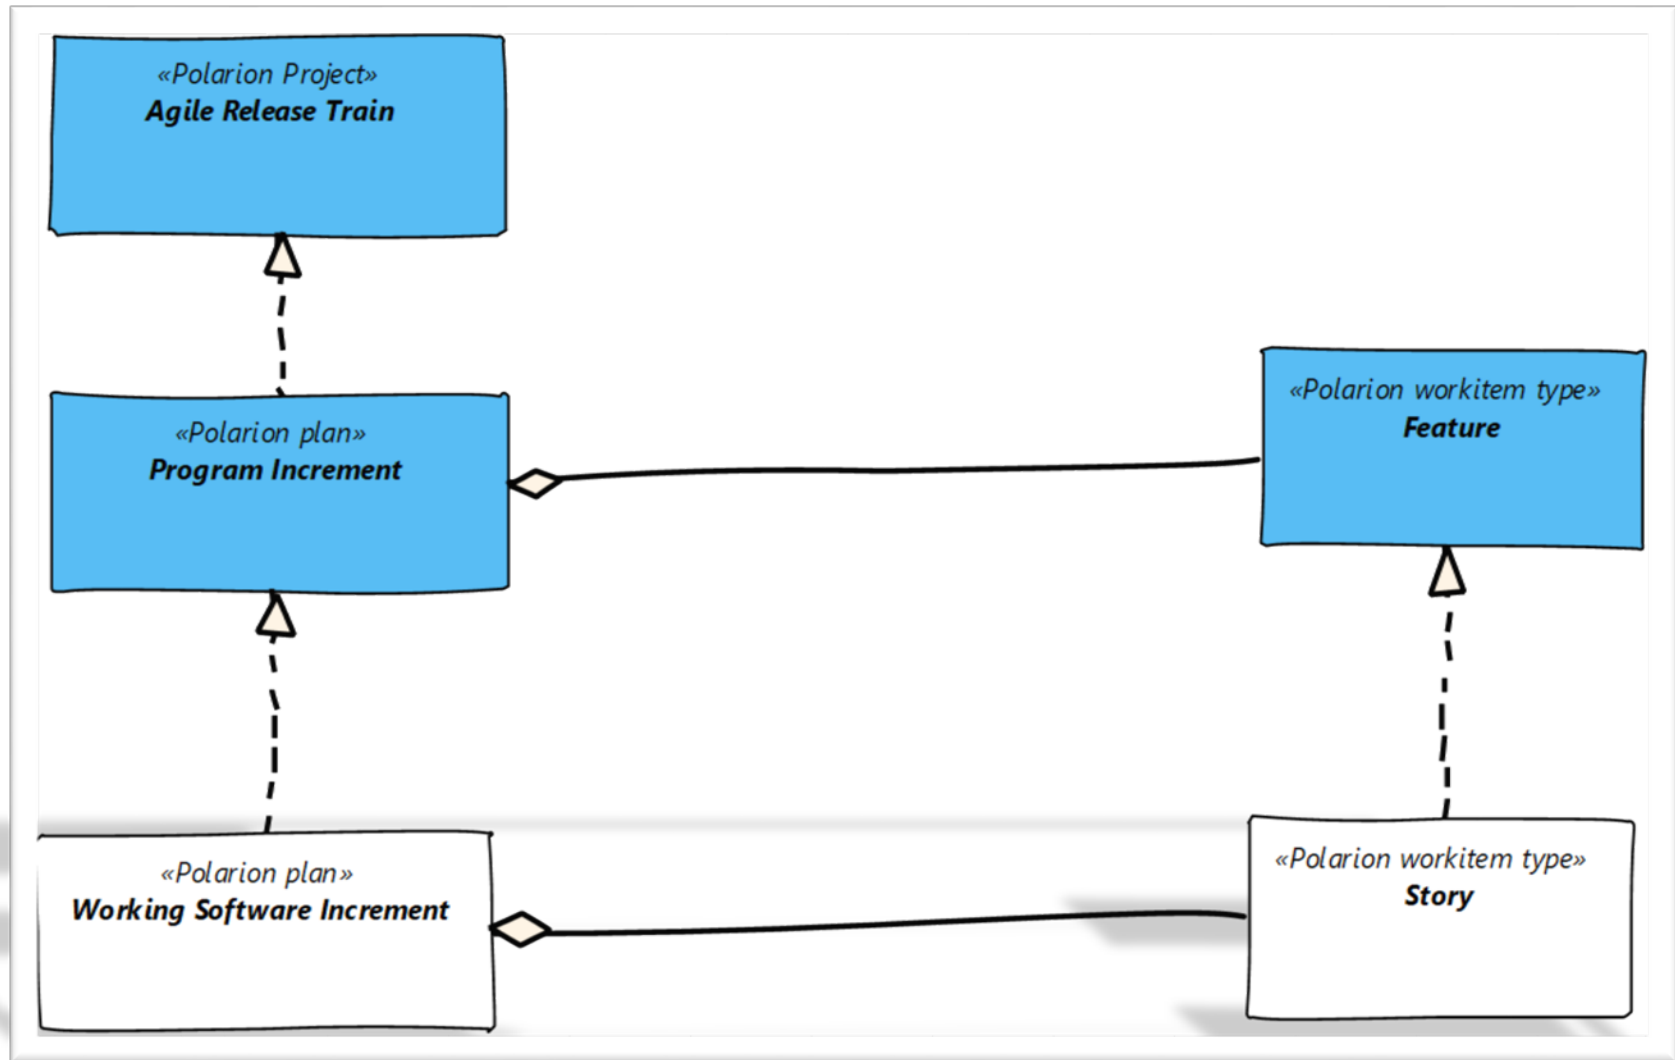 «Polarion Project»
Agile Release Train
«Polarion plan»
Program Increment
«Polarion workitem type»
Feature
«Polarion plan»
Working Software Increment
«Polarion workitem type»
Story